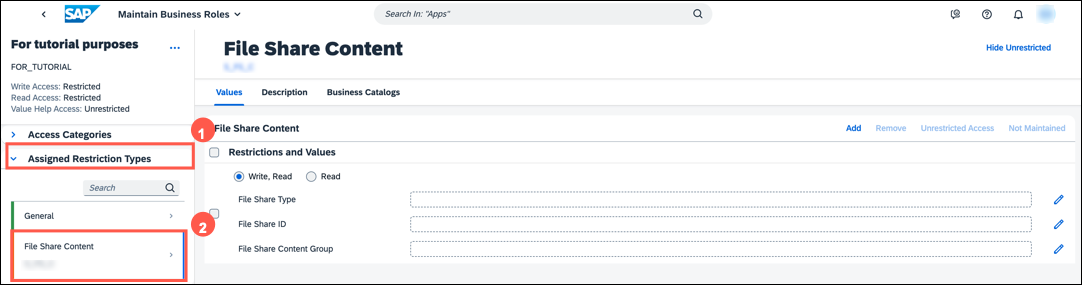 SAP
Maintain Business Roles
Search In: "Apps"
For tutorial purposes
...
FOR_TUTORIAL
Write Access: Restricted
Read Access: Restricted
Value Help Access: Unrestricted
Access Categories
1
Assigned Restriction Types
Search
General
2
File Share Content
File Share Content
Hide Unrestricted
Values
Description
Business Catalogs
File Share Content
Add
Remove
Unrestricted Access
Not Maintained
Restrictions and Values
Write, Read
Read
File Share Type
File Share ID
File Share Content Group